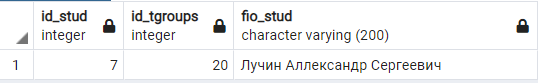 id_stud id_tgroups fio_stud
integer integer character varying (200)
1 7 20 Лучин Аллександр Сергеевич